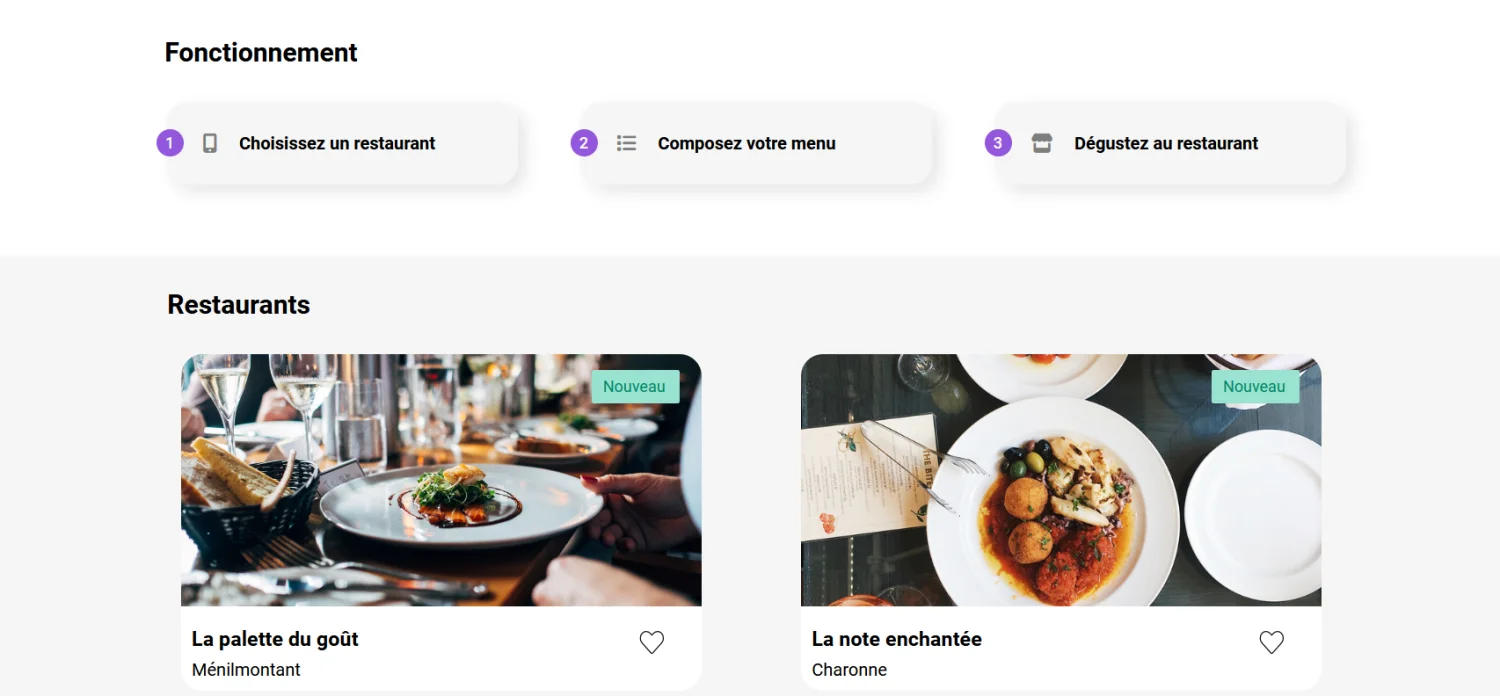 Fonctionnement
1 Choisissez un restaurant
2 Composez votre menu
3 Dégustez au restaurant
Restaurants
Nouveau
Nouveau
La palette du goût
Ménilmontant
La note enchantée
Charonne